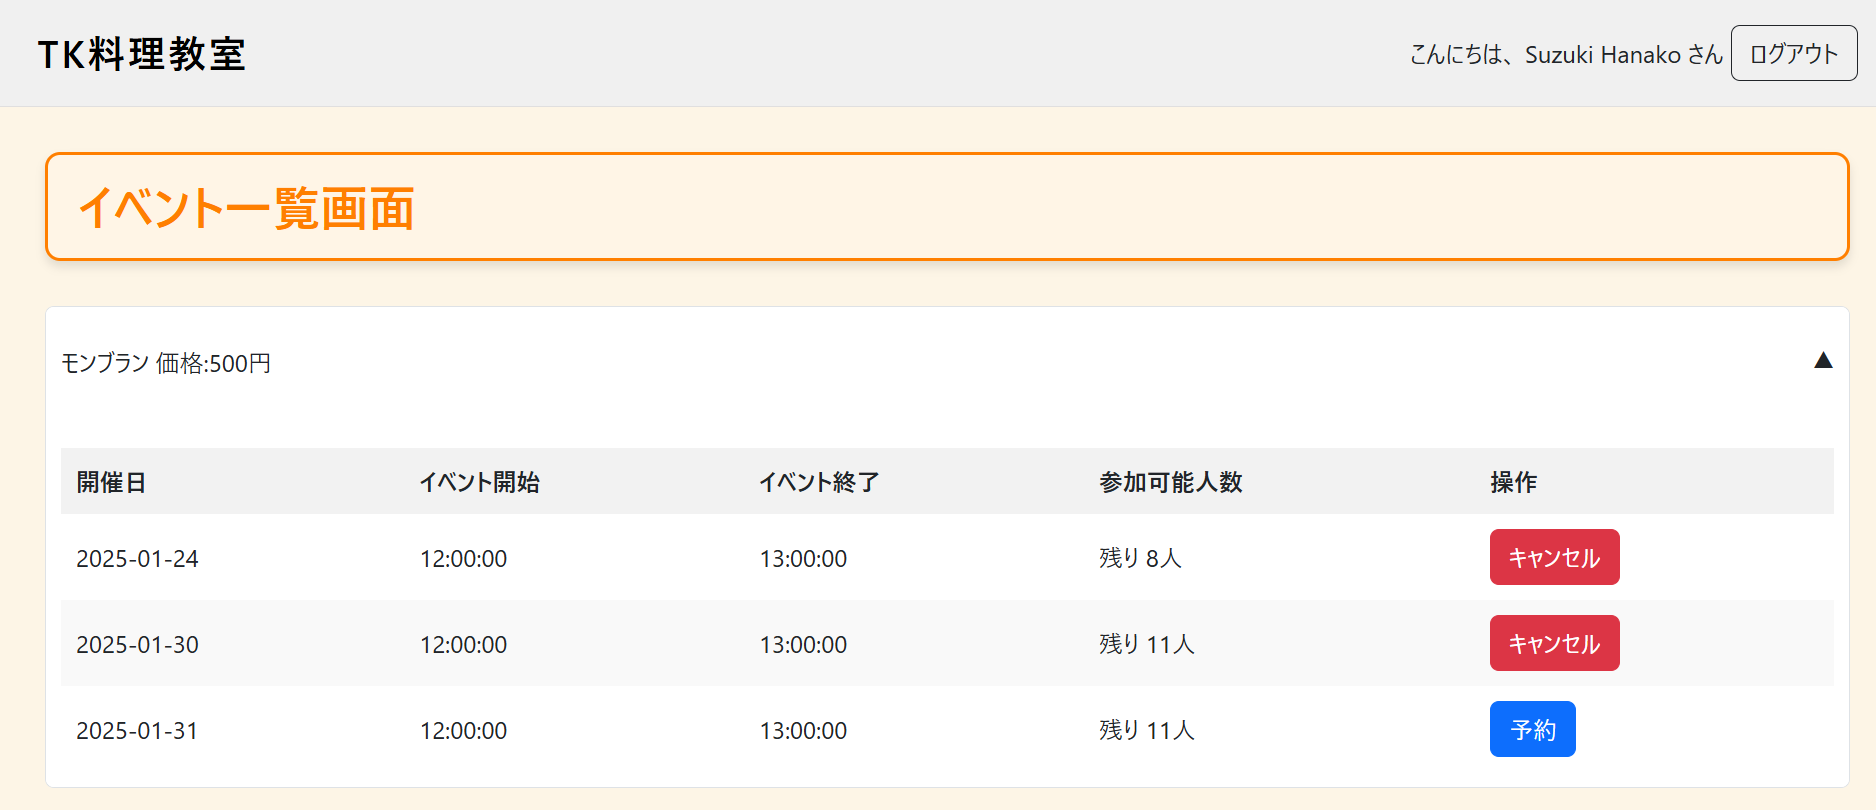 TK料理教室
こんにちは、Suzuki Hanako さん ログアウト
イベント一覧画面
モンブラン 価格:500円 ▲
開催日 イベント開始 イベント終了 参加可能人数 操作
2025-01-24 12:00:00 13:00:00 残り 8人 キャンセル
2025-01-30 12:00:00 13:00:00 残り 11人 キャンセル
2025-01-31 12:00:00 13:00:00 残り 11人 予約